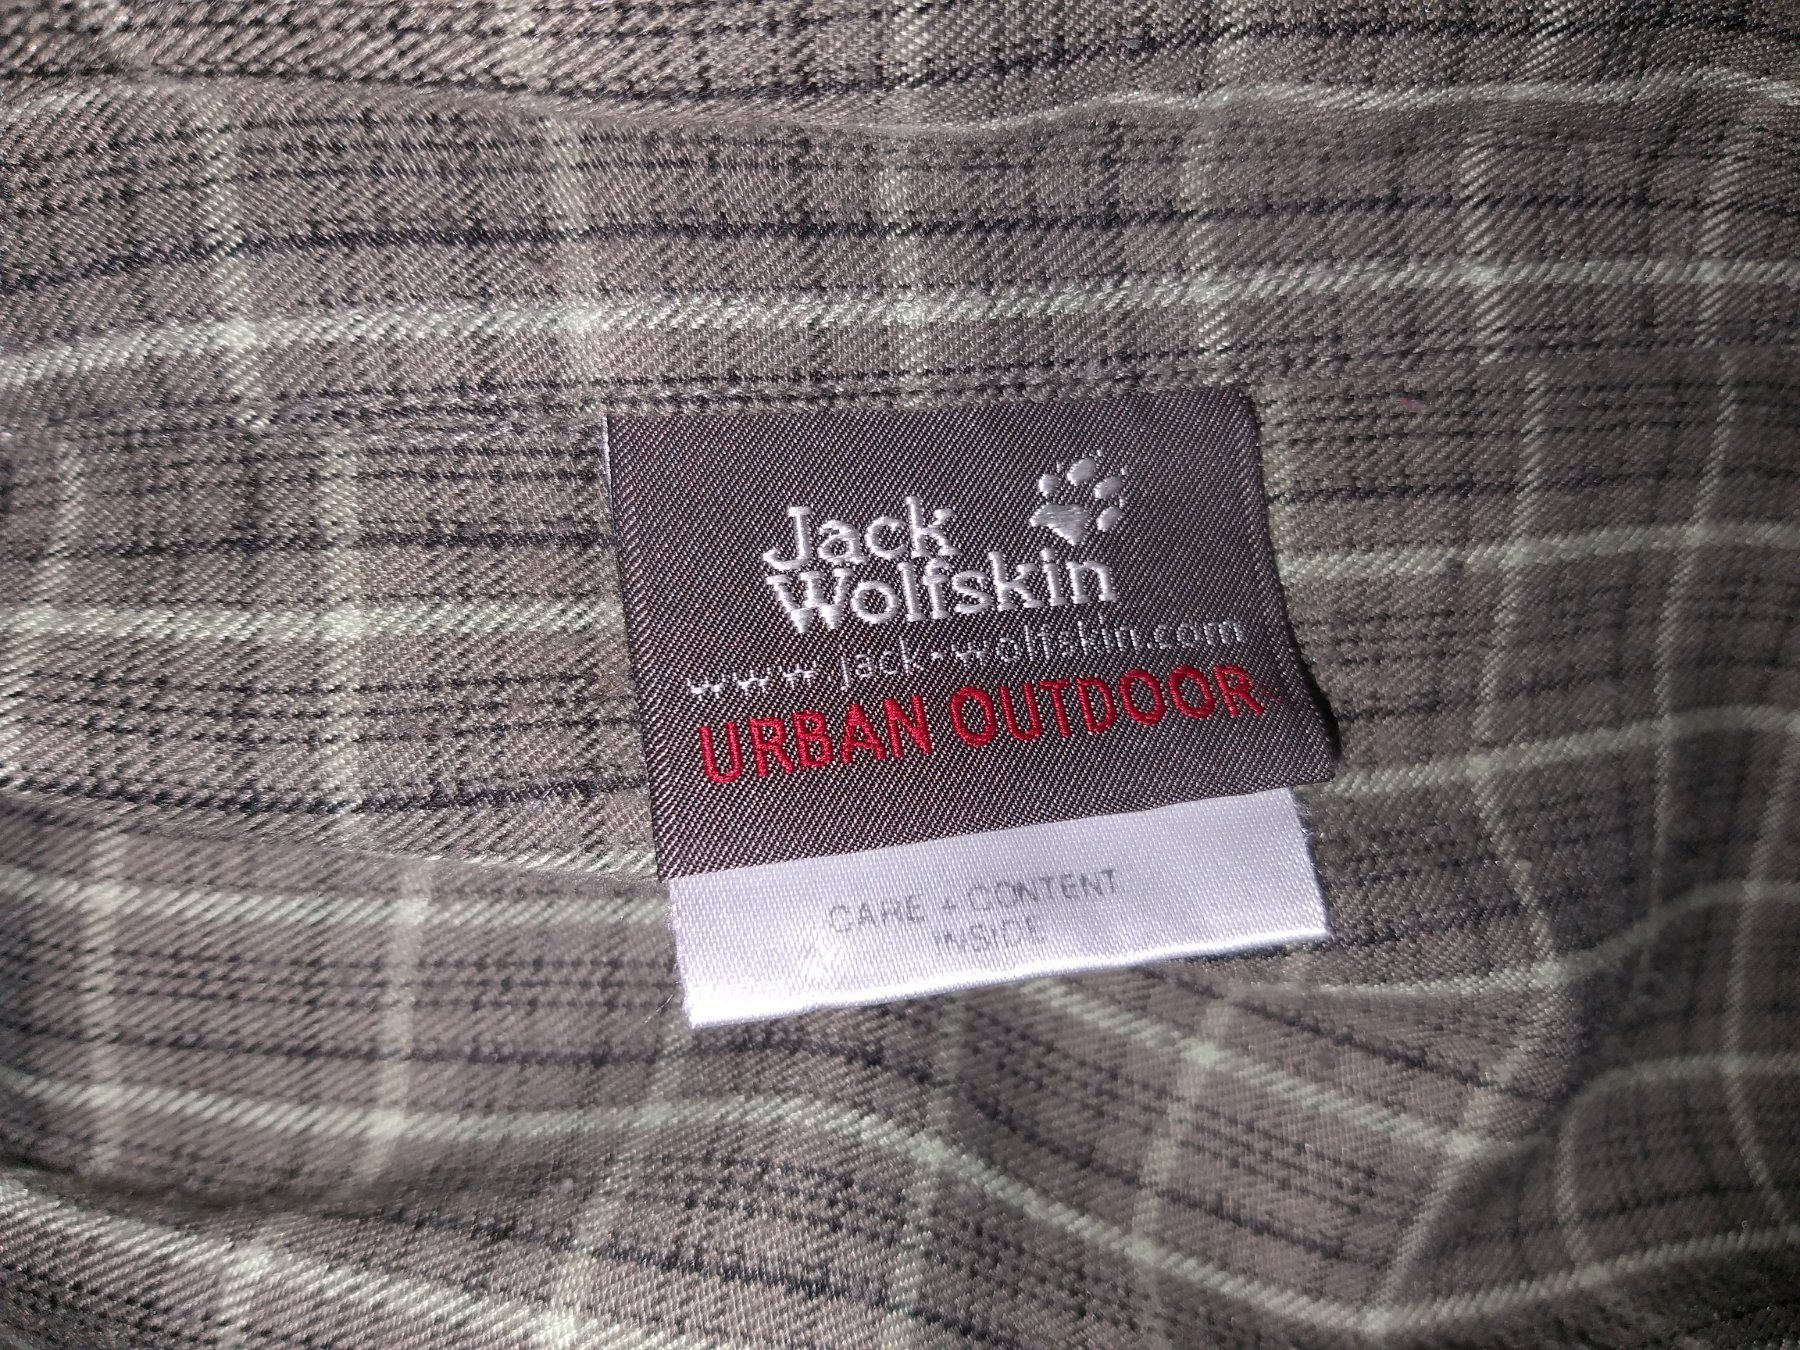 Jack
Wolfskin
www.jack-wolfskin.com
URBAN OUTDOOR
CARE + CONTENT
INSIDE